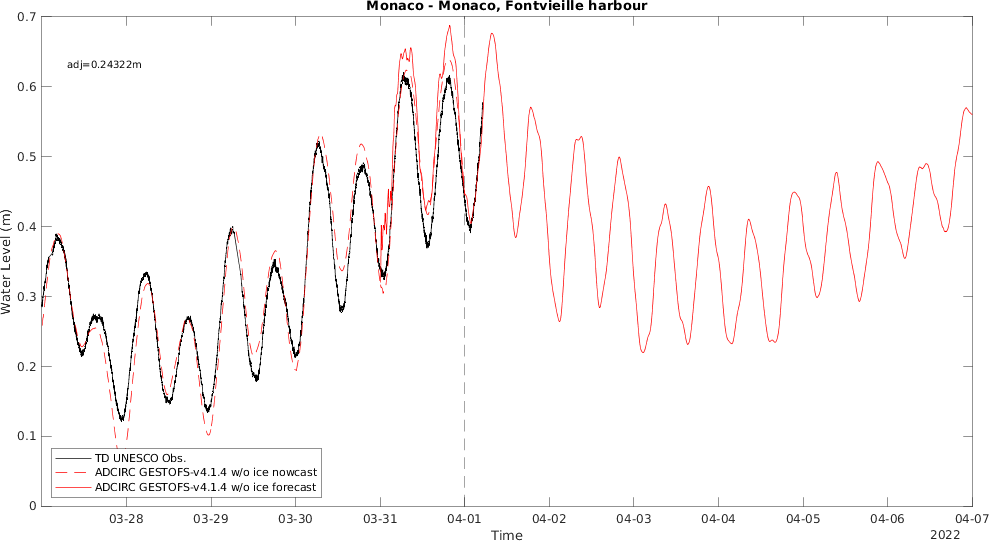 Monaco - Monaco, Fontvieille harbour
adj=0.24322m
Water Level (m)
0.7
0.6
0.5
0.4
0.3
0.2
0.1
0
TD UNESCO Obs.
ADCIRC GESTOFS-v4.1.4 w/o ice nowcast
ADCIRC GESTOFS-v4.1.4 w/o ice forecast
03-28 03-29 03-30 03-31 04-01 04-02 04-03 04-04 04-05 04-06 04-07
Time
2022